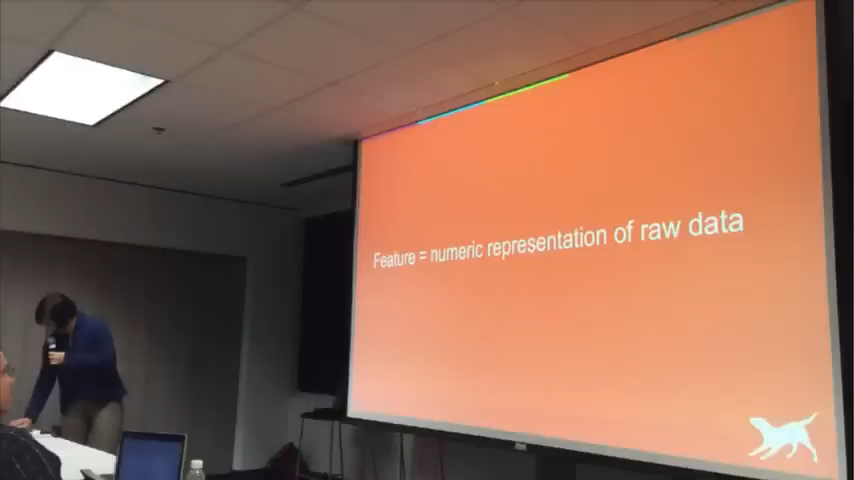 Feature = numeric representation of raw data